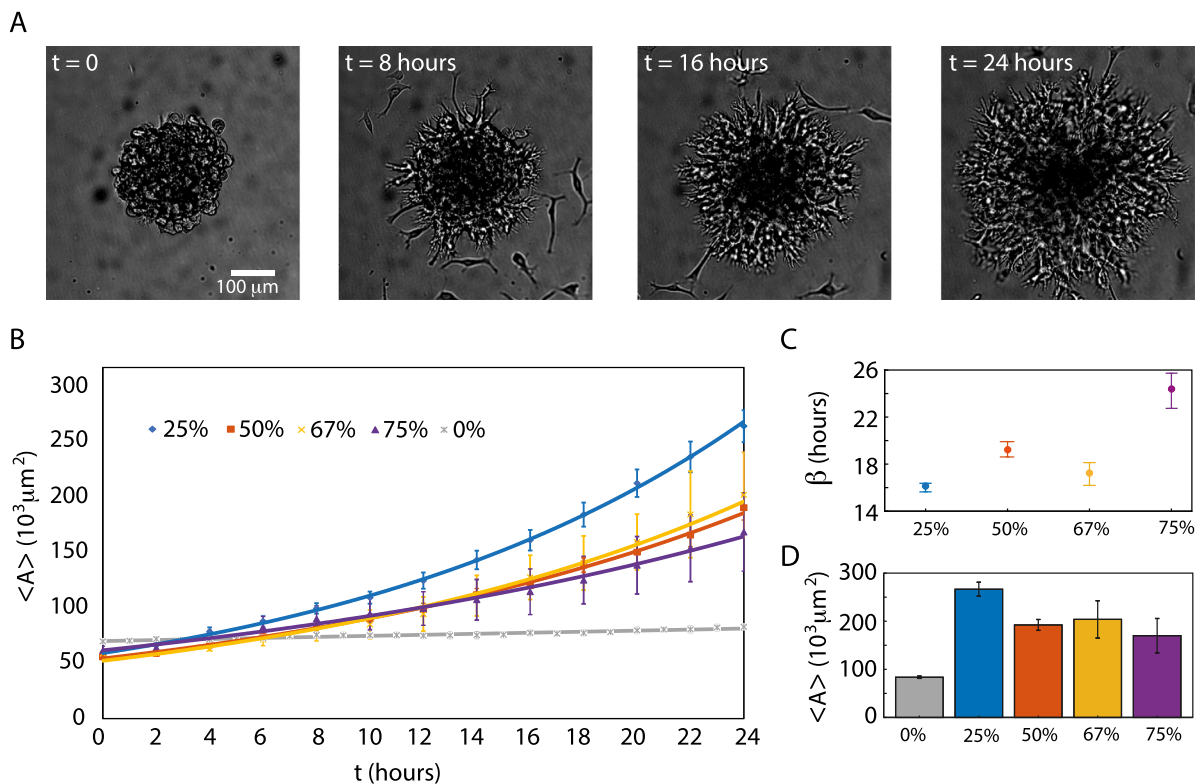 A
t = 0
t = 8 hours
t = 16 hours
t = 24 hours
100 μm
B
<A> (10³μm²)
300
250
200
150
100
50
0
25%
50%
67%
75%
0%
0 2 4 6 8 10 12 14 16 18 20 22 24
t (hours)
C
β (hours)
26
22
18
14
25% 50% 67% 75%
D
<A> (10³μm²)
300
200
100
0
0% 25% 50% 67% 75%